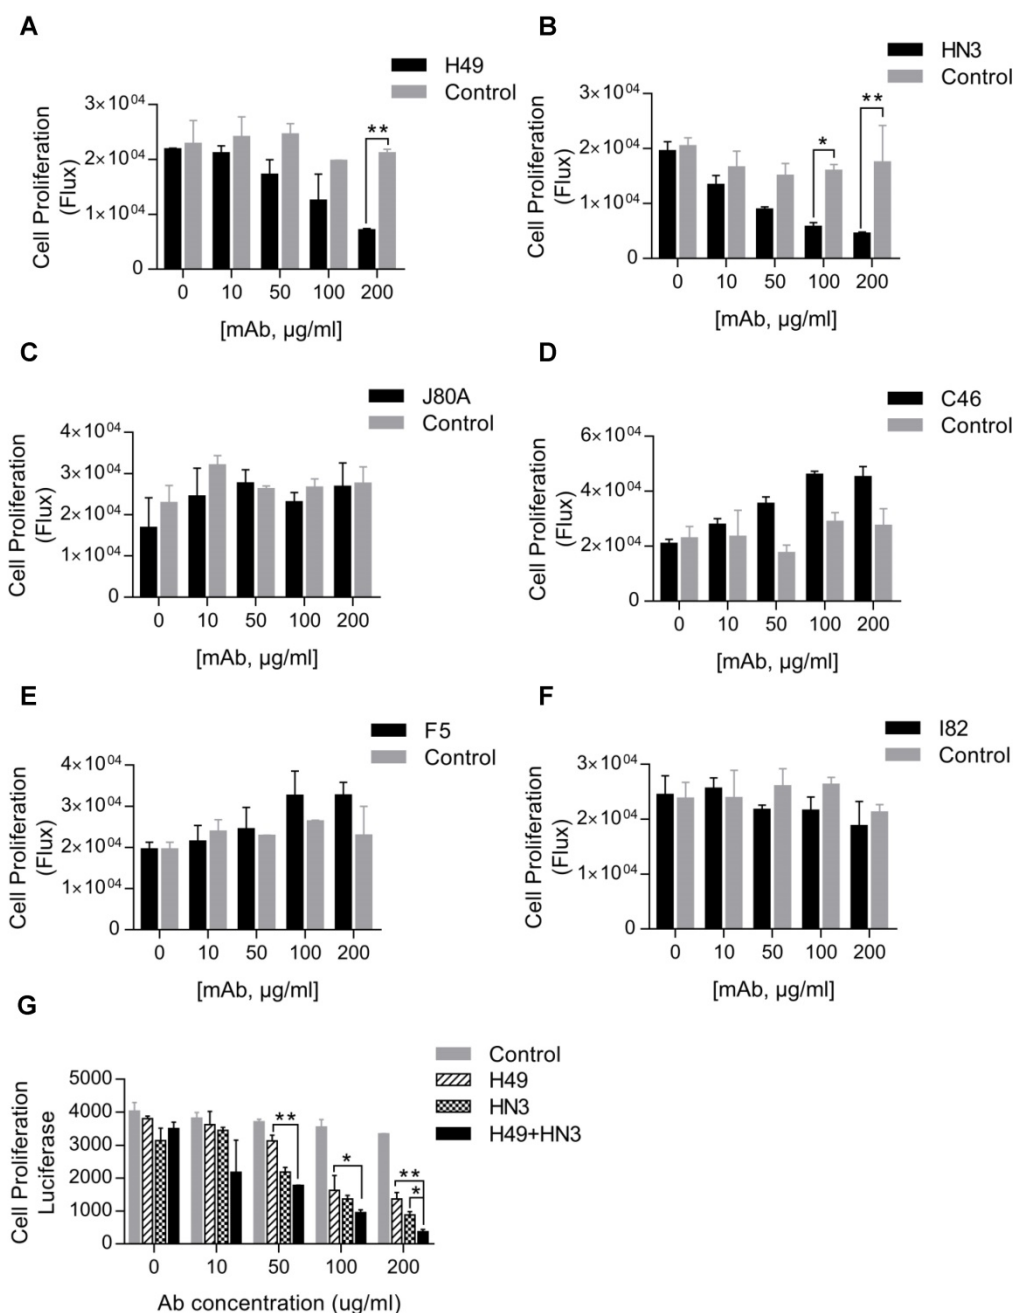 A
H49
Control
Cell Proliferation
(Flux)
3×10⁰⁴
2×10⁰⁴
1×10⁰⁴
0
**
0 10 50 100 200
[mAb, µg/ml]
B
HN3
Control
Cell Proliferation
(Flux)
3×10⁰⁴
2×10⁰⁴
1×10⁰⁴
0
* **
0 10 50 100 200
[mAb, µg/ml]
C
J80A
Control
Cell Proliferation
(Flux)
4×10⁰⁴
3×10⁰⁴
2×10⁰⁴
1×10⁰⁴
0
0 10 50 100 200
[mAb, µg/ml]
D
C46
Control
Cell Proliferation
(Flux)
6×10⁰⁴
4×10⁰⁴
2×10⁰⁴
0
0 10 50 100 200
[mAb, µg/ml]
E
F5
Control
Cell Proliferation
(Flux)
4×10⁰⁴
3×10⁰⁴
2×10⁰⁴
1×10⁰⁴
0
0 10 50 100 200
[mAb, µg/ml]
F
I82
Control
Cell Proliferation
(Flux)
3×10⁰⁴
2×10⁰⁴
1×10⁰⁴
0
0 10 50 100 200
[mAb, µg/ml]
G
Control
H49
HN3
H49+HN3
Cell Proliferation
Luciferase
5000
4000
3000
2000
1000
0
** * ** *
0 10 50 100 200
Ab concentration (ug/ml)